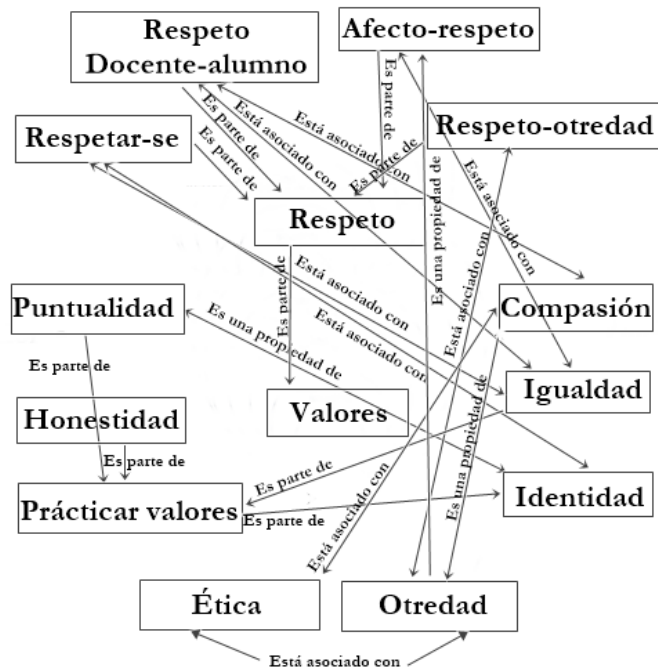 Respeto
Docente-alumno
Afecto-respeto
Es parte de
Respetar-se
Es parte de
Es parte de
Está asociado con
Está asociado con
Es parte de
Respeto-otredad
Está asociado con
Respeto
Es una propiedad de
Está asociado con
Puntualidad
Es una propiedad de
Es parte de
Está asociado con
Está asociado con
Compasión
Es parte de
Igualdad
Honestidad
Valores
Es una propiedad de
Es parte de
Es parte de
Identidad
Prácticar valores
Es parte de
Está asociado con
Ética
Otredad
Está asociado con